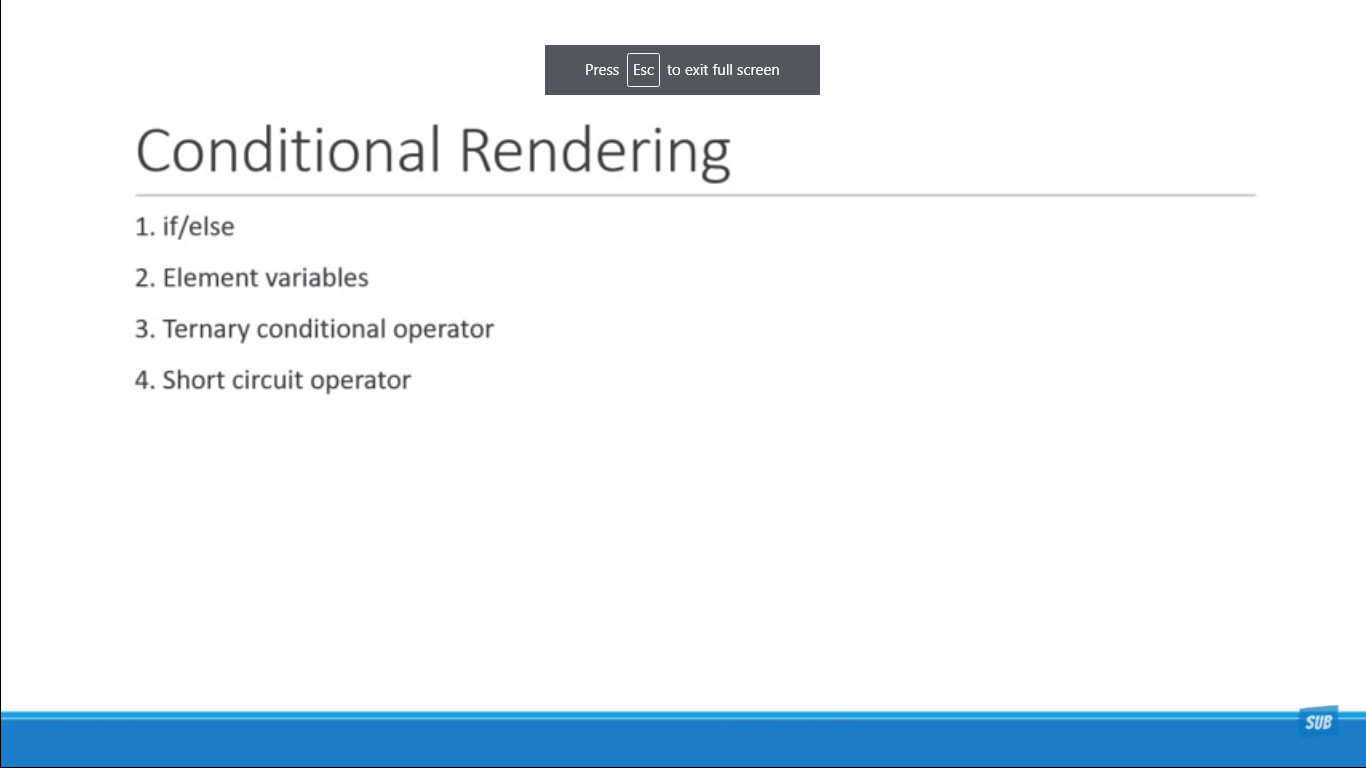 Press Esc to exit full screen
Conditional Rendering
1. if/else
2. Element variables
3. Ternary conditional operator
4. Short circuit operator
SUB